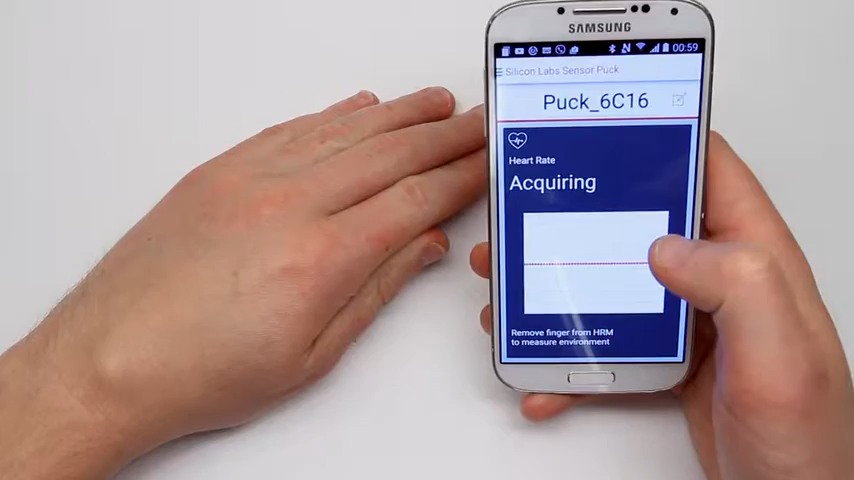 SAMSUNG
00:59
Silicon Labs Sensor Puck
Puck_6C16
Heart Rate
Acquiring
Remove finger from HRM
to measure environment